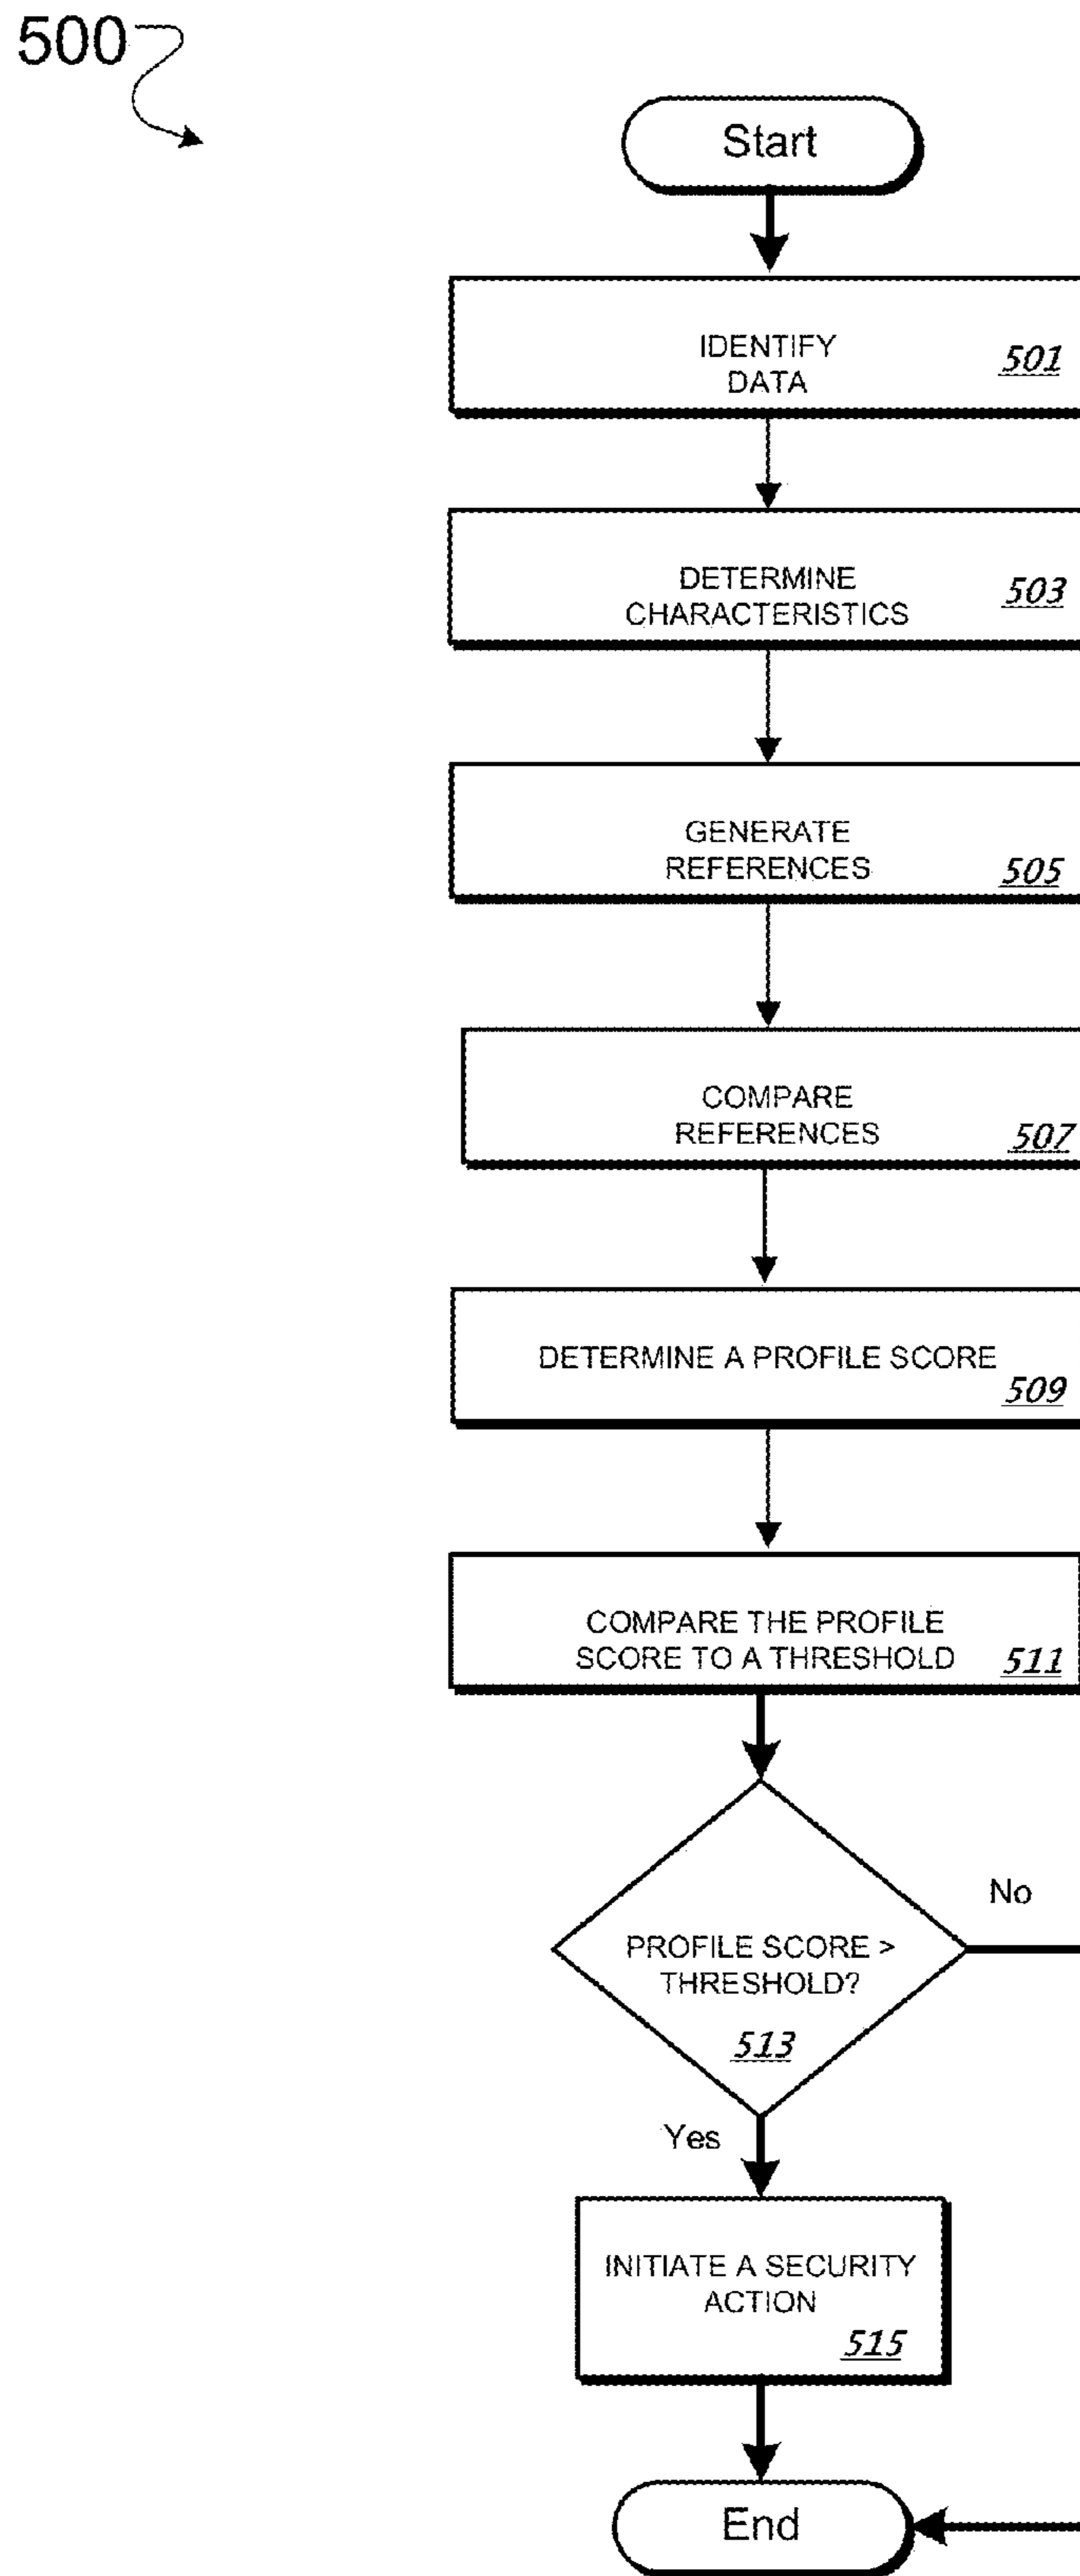 500
Start
IDENTIFY
DATA
501
DETERMINE
CHARACTERISTICS
503
GENERATE
REFERENCES
505
COMPARE
REFERENCES
507
DETERMINE A PROFILE SCORE
509
COMPARE THE PROFILE
SCORE TO A THRESHOLD
511
No
PROFILE SCORE >
THRESHOLD?
513
Yes
INITIATE A SECURITY
ACTION
515
End